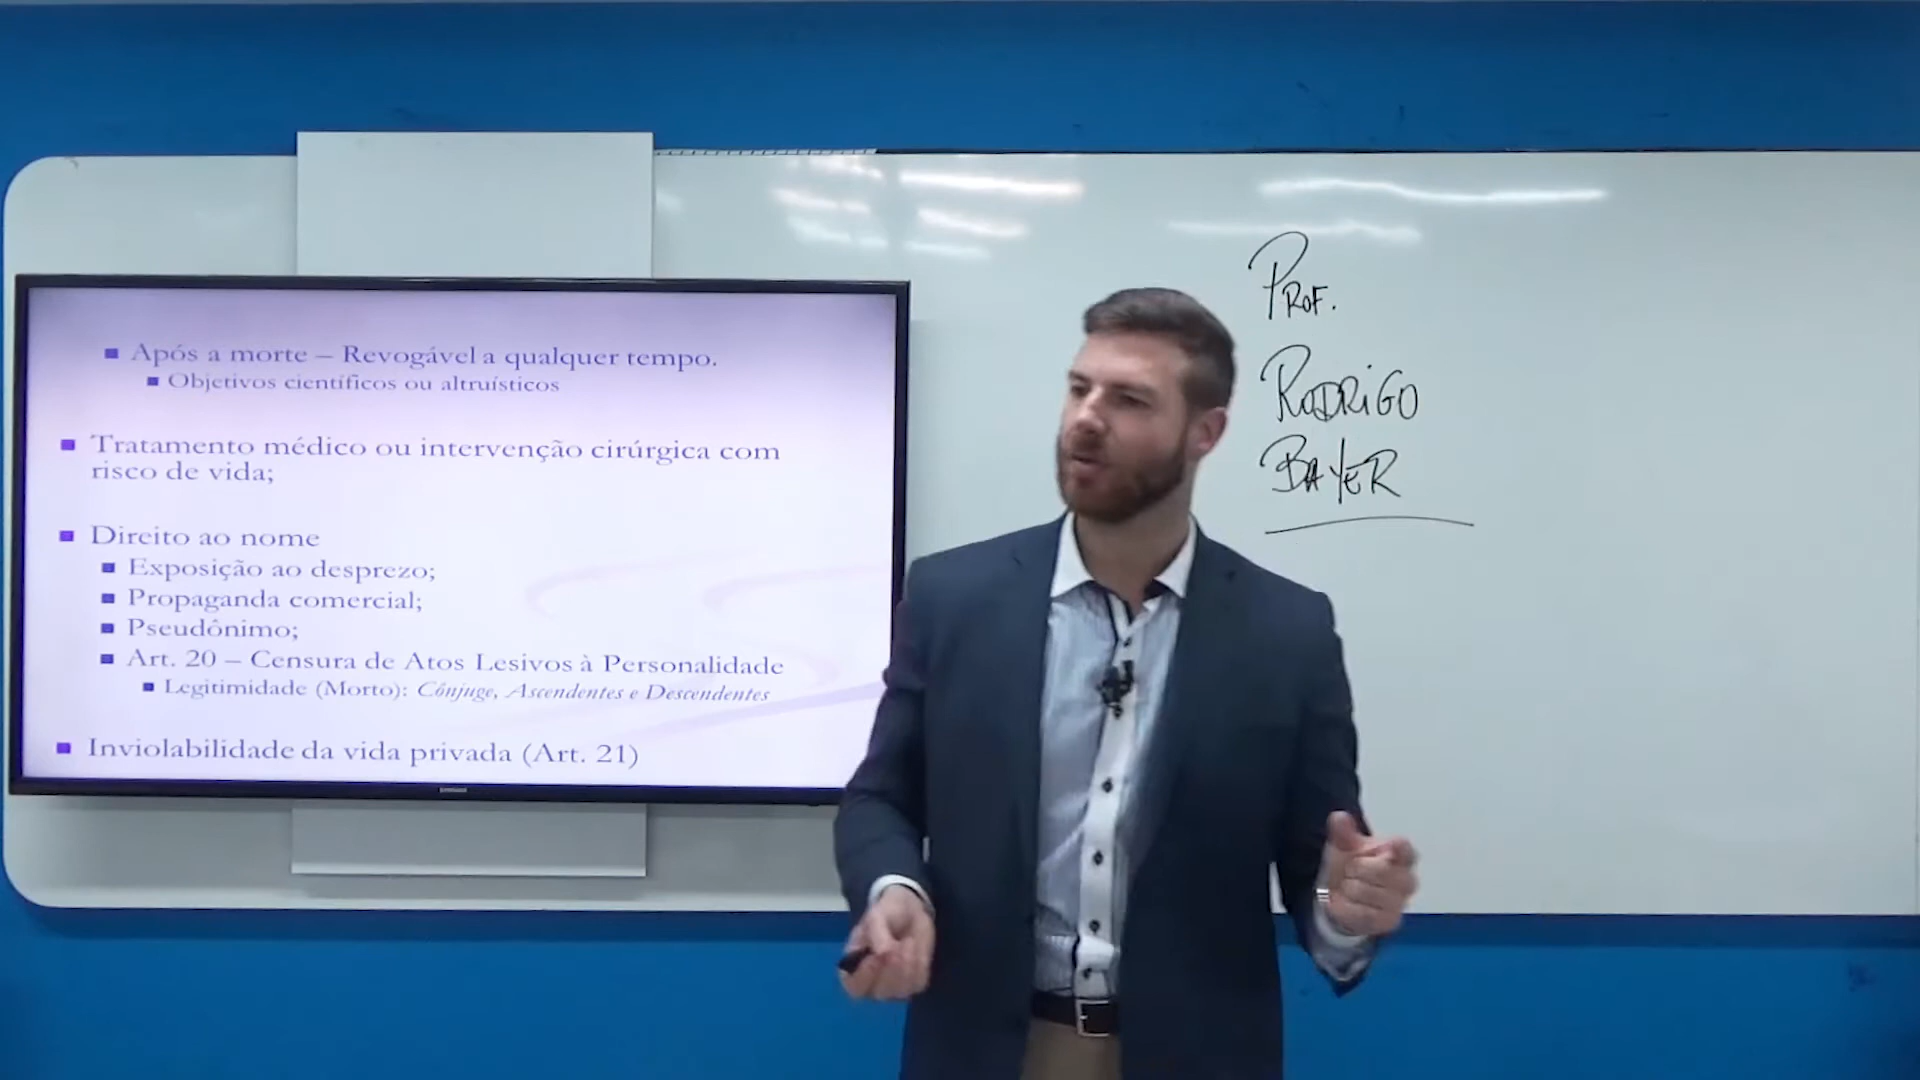 Após a morte – Revogável a qualquer tempo.
Objetivos científicos ou altruísticos
Tratamento médico ou intervenção cirúrgica com
risco de vida;
Direito ao nome
Exposição ao desprezo;
Propaganda comercial;
Pseudônimo;
Art. 20 – Censura de Atos Lesivos à Personalidade
Legitimidade (Morto): Cônjuge, Ascendentes e Descendentes
Inviolabilidade da vida privada (Art. 21)
PROF.
RODRIGO
BAYER